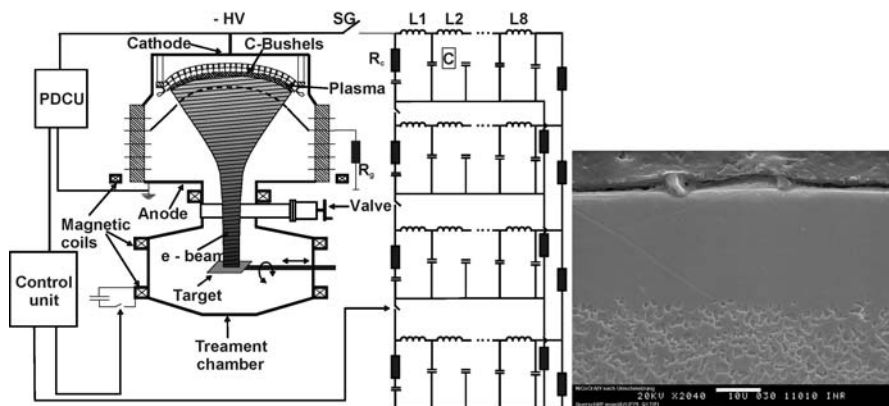 - HV
SG
L1
L2
L8
Cathode
C-Bushels
Rc
C
Plasma
PDCU
Rg
Anode
Valve
Magnetic
coils
e - beam
Target
Control
unit
Treament
chamber
20KV X2040 10U 030 11010 INR